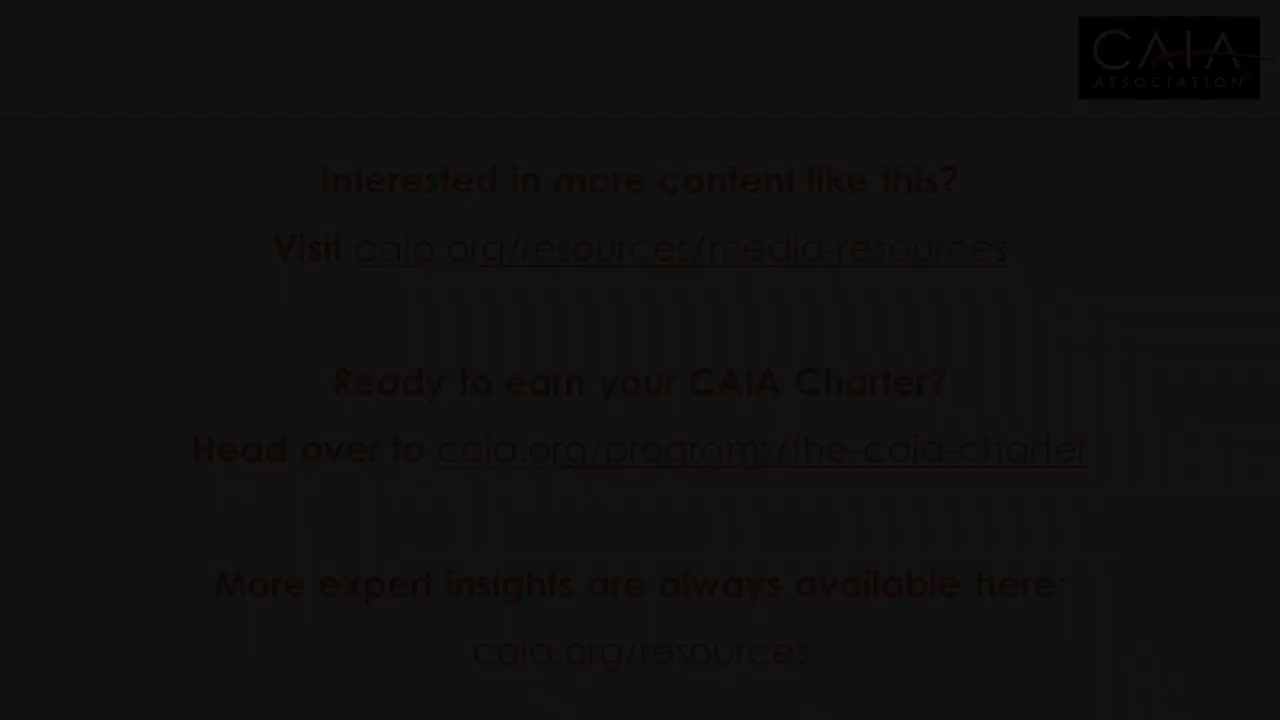 CAIA
ASSOCIATION®
Interested in more content like this?
Visit caia.org/resources/media-resources
Ready to earn your CAIA Charter?
Head over to caia.org/programs/the-caia-charter
More expert insights are always available here:
caia.org/resources